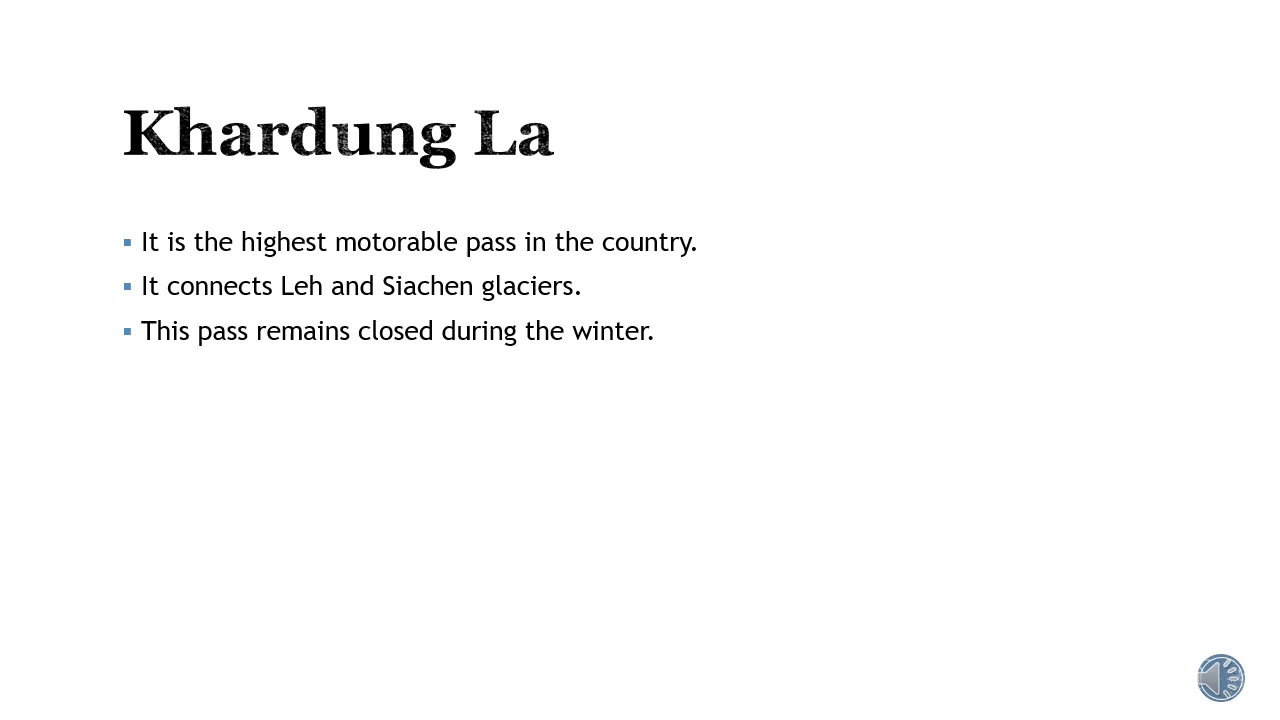 Khardung La
It is the highest motorable pass in the country.
It connects Leh and Siachen glaciers.
This pass remains closed during the winter.